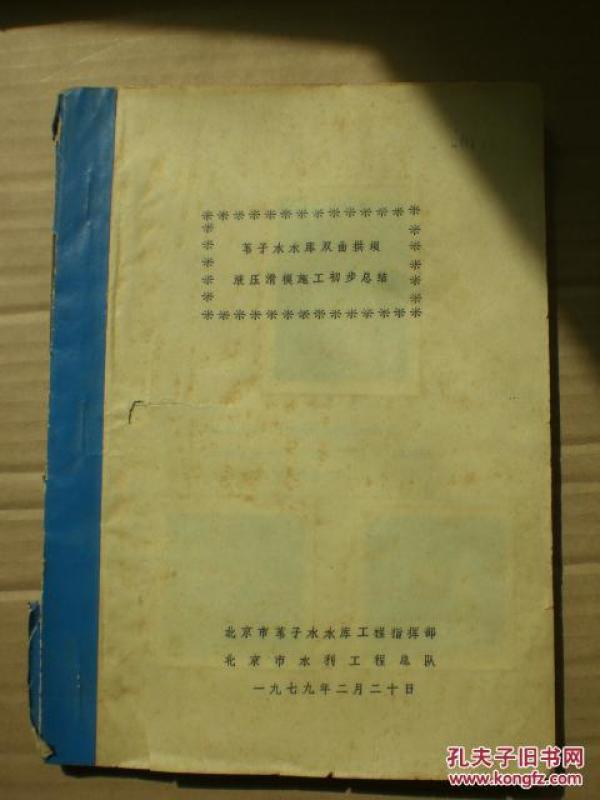 苇子水水库双曲拱坝
液压滑模施工初步总结
北京市苇子水水库工程指挥部
北京市水利工程总队
一九七九年二月二十日
孔夫子旧书网
www.kongfz.com